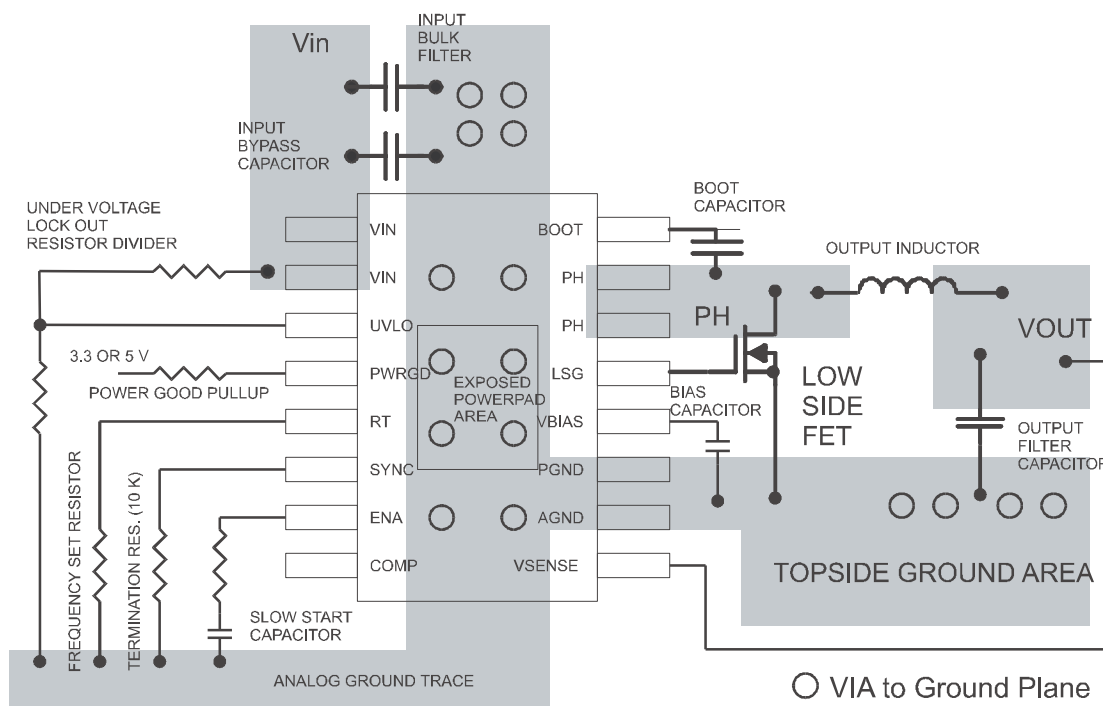 INPUT
BULK
FILTER
Vin
INPUT
BYPASS
CAPACITOR
BOOT
CAPACITOR
UNDER VOLTAGE
LOCK OUT
RESISTOR DIVIDER
VIN
BOOT
OUTPUT INDUCTOR
VIN
PH
UVLO
PH
PH
VOUT
3.3 OR 5 V
POWER GOOD PULLUP
PWRGD
EXPOSED
POWERPAD
AREA
LSG
BIAS
CAPACITOR
LOW
SIDE
FET
RT
VBIAS
OUTPUT
FILTER
CAPACITOR
SYNC
PGND
ENA
AGND
COMP
VSENSE
TOPSIDE GROUND AREA
FREQUENCY SET RESISTOR
TERMINATION RES. (10 K)
SLOW START
CAPACITOR
ANALOG GROUND TRACE
VIA to Ground Plane